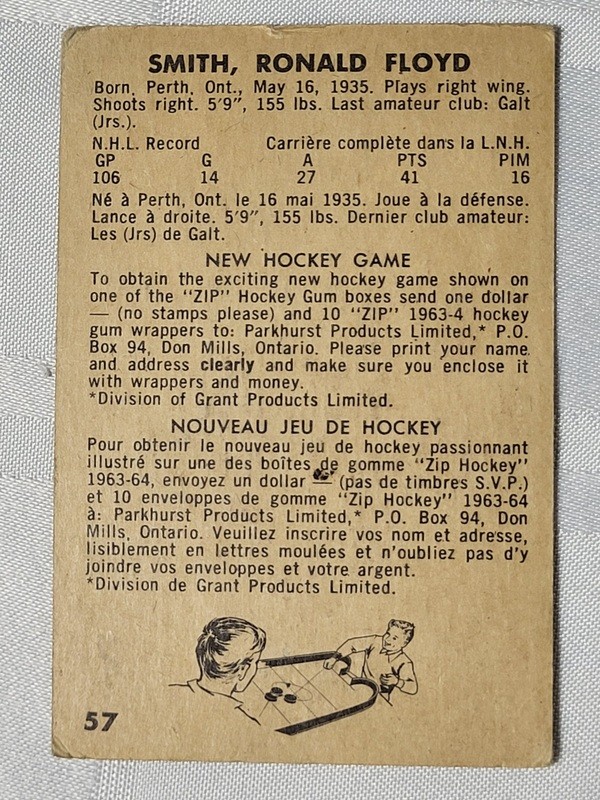 SMITH, RONALD FLOYD
Born, Perth, Ont., May 16, 1935. Plays right wing.
Shoots right. 5'9", 155 lbs. Last amateur club: Galt
(Jrs.).
N.H.L. Record Carrière complète dans la L.N.H.
GP G A PTS PIM
106 14 27 41 16
Né à Perth, Ont. le 16 mai 1935. Joue à la défense.
Lance à droite. 5'9", 155 lbs. Dernier club amateur:
Les (Jrs) de Galt.
NEW HOCKEY GAME
To obtain the exciting new hockey game shown on
one of the "ZIP" Hockey Gum boxes send one dollar
— (no stamps please) and 10 "ZIP" 1963-4 hockey
gum wrappers to: Parkhurst Products Limited,* P.O.
Box 94, Don Mills, Ontario. Please print your name
and address clearly and make sure you enclose it
with wrappers and money.
*Division of Grant Products Limited.
NOUVEAU JEU DE HOCKEY
Pour obtenir le nouveau jeu de hockey passionnant
illustré sur une des boîtes de gomme "Zip Hockey"
1963-64, envoyez un dollar — (pas de timbres S.V.P.)
et 10 enveloppes de gomme "Zip Hockey" 1963-64
à: Parkhurst Products Limited,* P.O. Box 94, Don
Mills, Ontario. Veuillez inscrire vos nom et adresse,
lisiblement en lettres moulées et n'oubliez pas d'y
joindre vos enveloppes et votre argent.
*Division de Grant Products Limited.
57